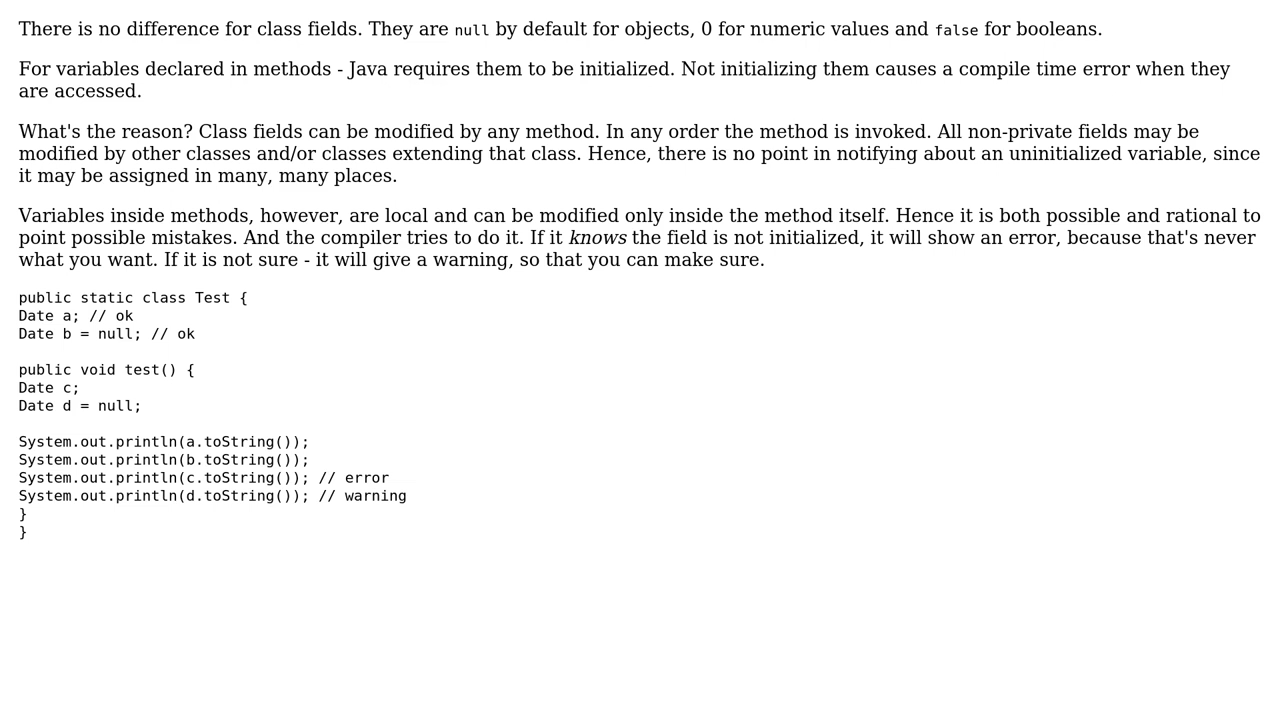 There is no difference for class fields. They are null by default for objects, 0 for numeric values and false for booleans.
For variables declared in methods - Java requires them to be initialized. Not initializing them causes a compile time error when they
are accessed.
What's the reason? Class fields can be modified by any method. In any order the method is invoked. All non-private fields may be
modified by other classes and/or classes extending that class. Hence, there is no point in notifying about an uninitialized variable, since
it may be assigned in many, many places.
Variables inside methods, however, are local and can be modified only inside the method itself. Hence it is both possible and rational to
point possible mistakes. And the compiler tries to do it. If it knows the field is not initialized, it will show an error, because that's never
what you want. If it is not sure - it will give a warning, so that you can make sure.
public static class Test {
Date a; // ok
Date b = null; // ok
public void test() {
Date c;
Date d = null;
System.out.println(a.toString());
System.out.println(b.toString());
System.out.println(c.toString()); // error
System.out.println(d.toString()); // warning
}
}